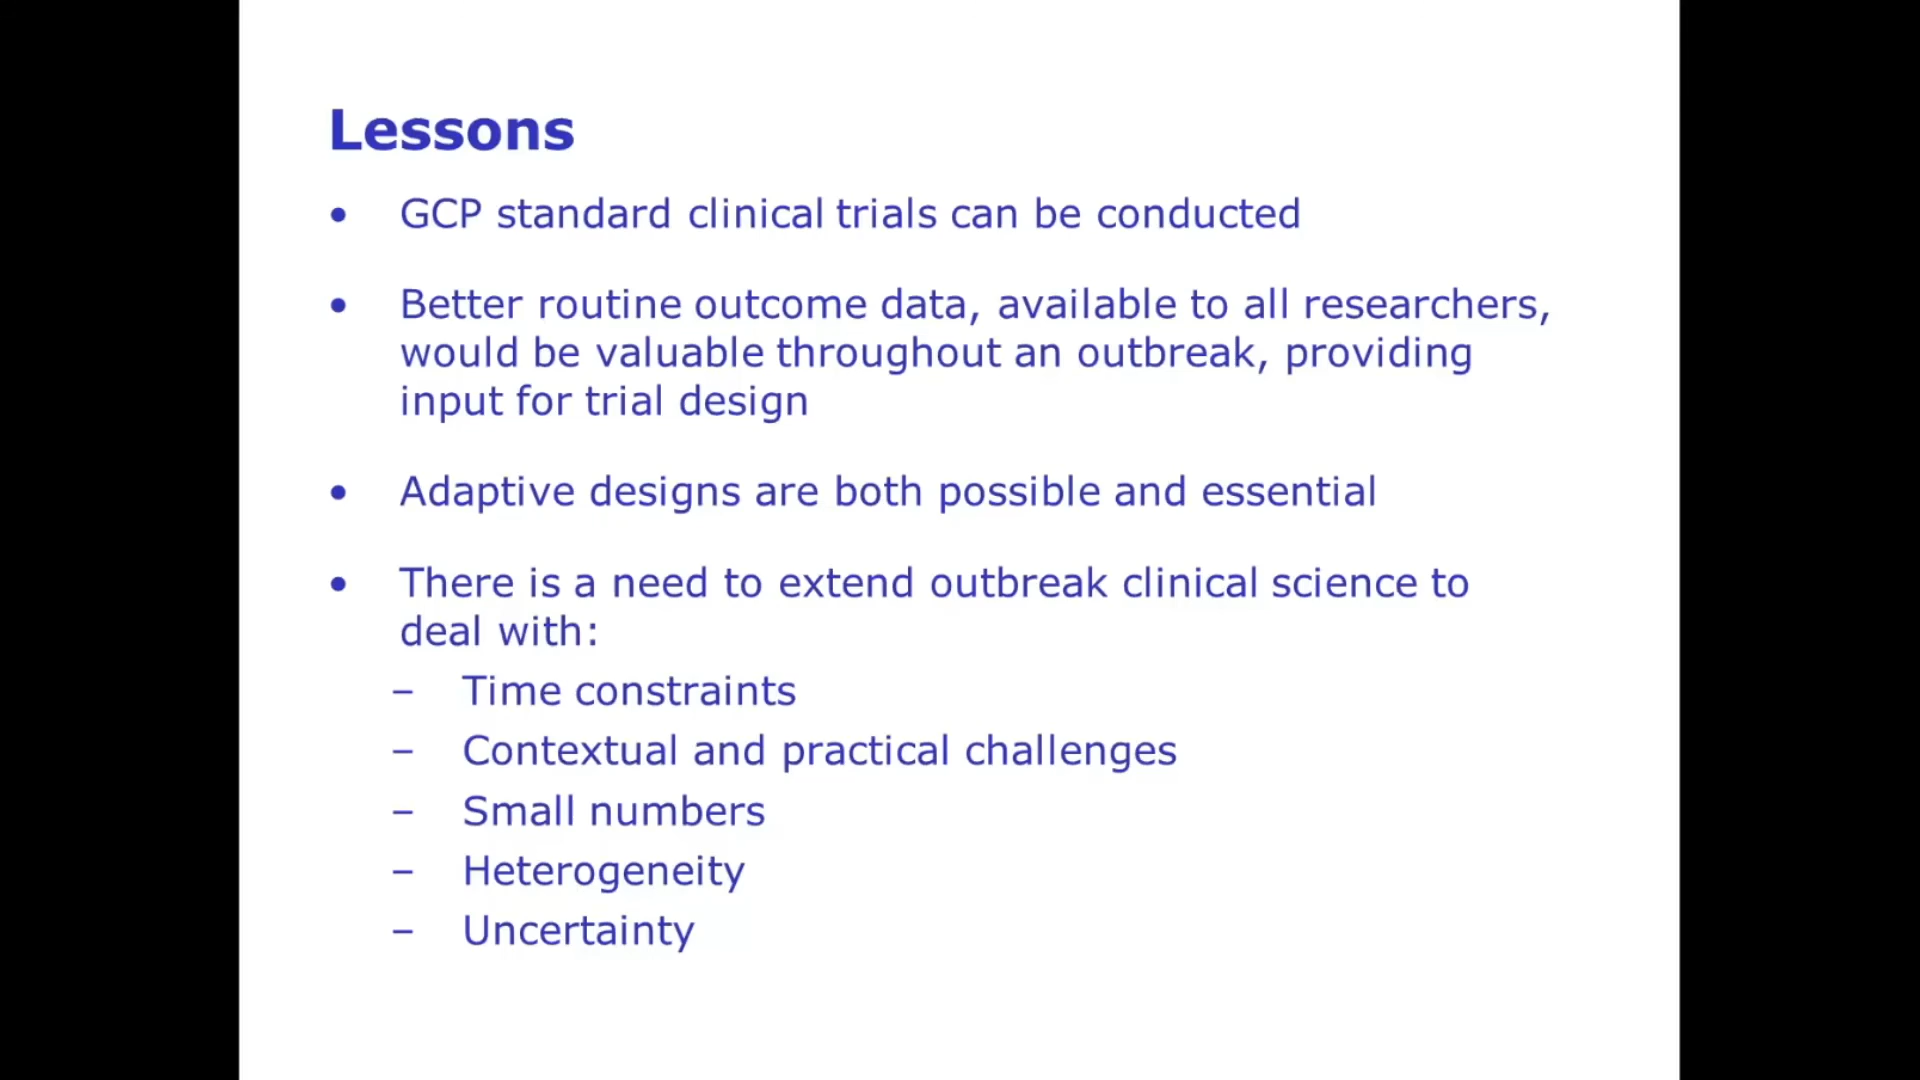 Lessons
• GCP standard clinical trials can be conducted
• Better routine outcome data, available to all researchers,
would be valuable throughout an outbreak, providing
input for trial design
• Adaptive designs are both possible and essential
• There is a need to extend outbreak clinical science to
deal with:
– Time constraints
– Contextual and practical challenges
– Small numbers
– Heterogeneity
– Uncertainty